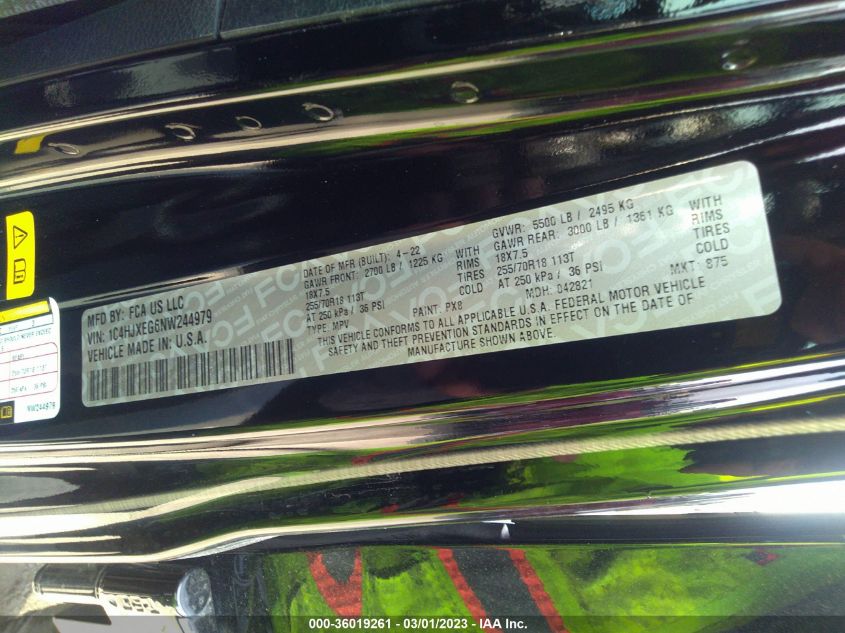 MFD BY: FCA US LLC
VIN: 1C4HJXEG6NW244979
VEHICLE MADE IN: U.S.A.
DATE OF MFR (BUILT): 4-22
GAWR FRONT: 2700 LB / 1225 KG WITH
18X7.5 RIMS
255/70R18 113T TIRES
AT 250 kPa / 36 PSI COLD
TYPE: MPV PAINT: PX8
GVWR: 5500 LB / 2495 KG
GAWR REAR: 3000 LB / 1361 KG WITH
18X7.5 RIMS
255/70R18 113T TIRES
AT 250 kPa / 36 PSI COLD
MDH: 042821 MKT: 875
THIS VEHICLE CONFORMS TO ALL APPLICABLE U.S.A. FEDERAL MOTOR VEHICLE
SAFETY AND THEFT PREVENTION STANDARDS IN EFFECT ON THE DATE OF
MANUFACTURE SHOWN ABOVE.
NW244979
000-36019261 - 03/01/2023 - IAA Inc.